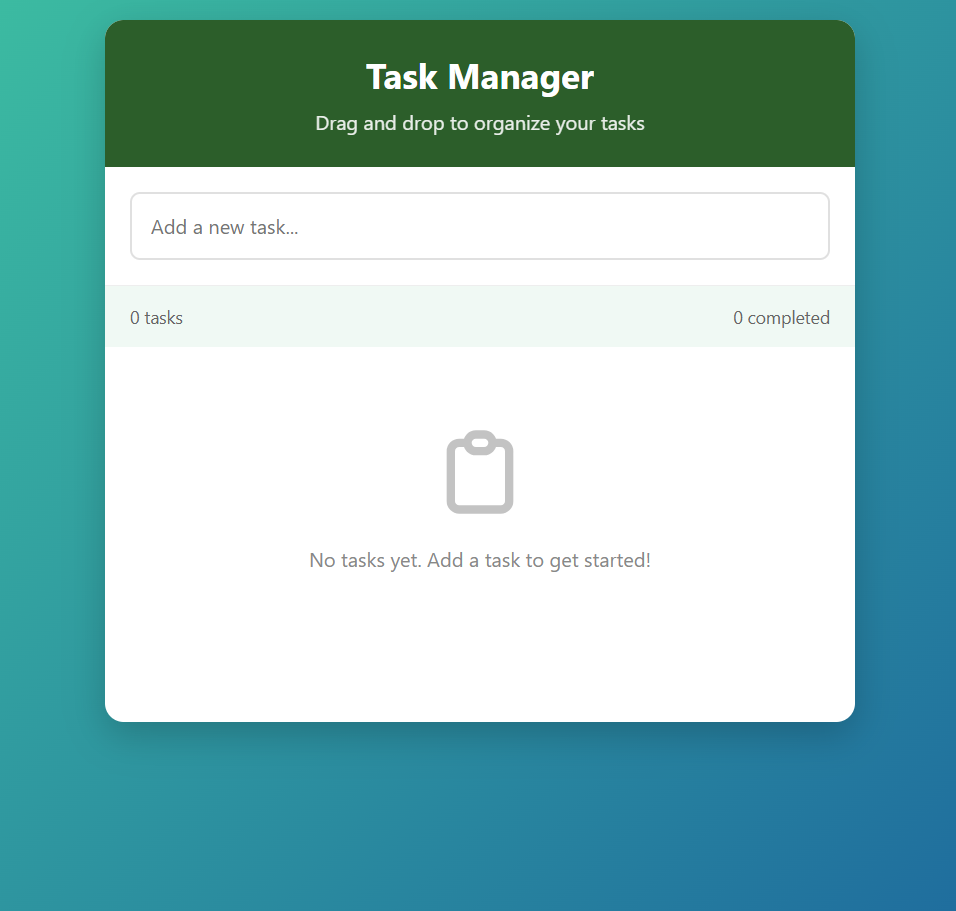 Task Manager
Drag and drop to organize your tasks
Add a new task...
0 tasks
0 completed
No tasks yet. Add a task to get started!